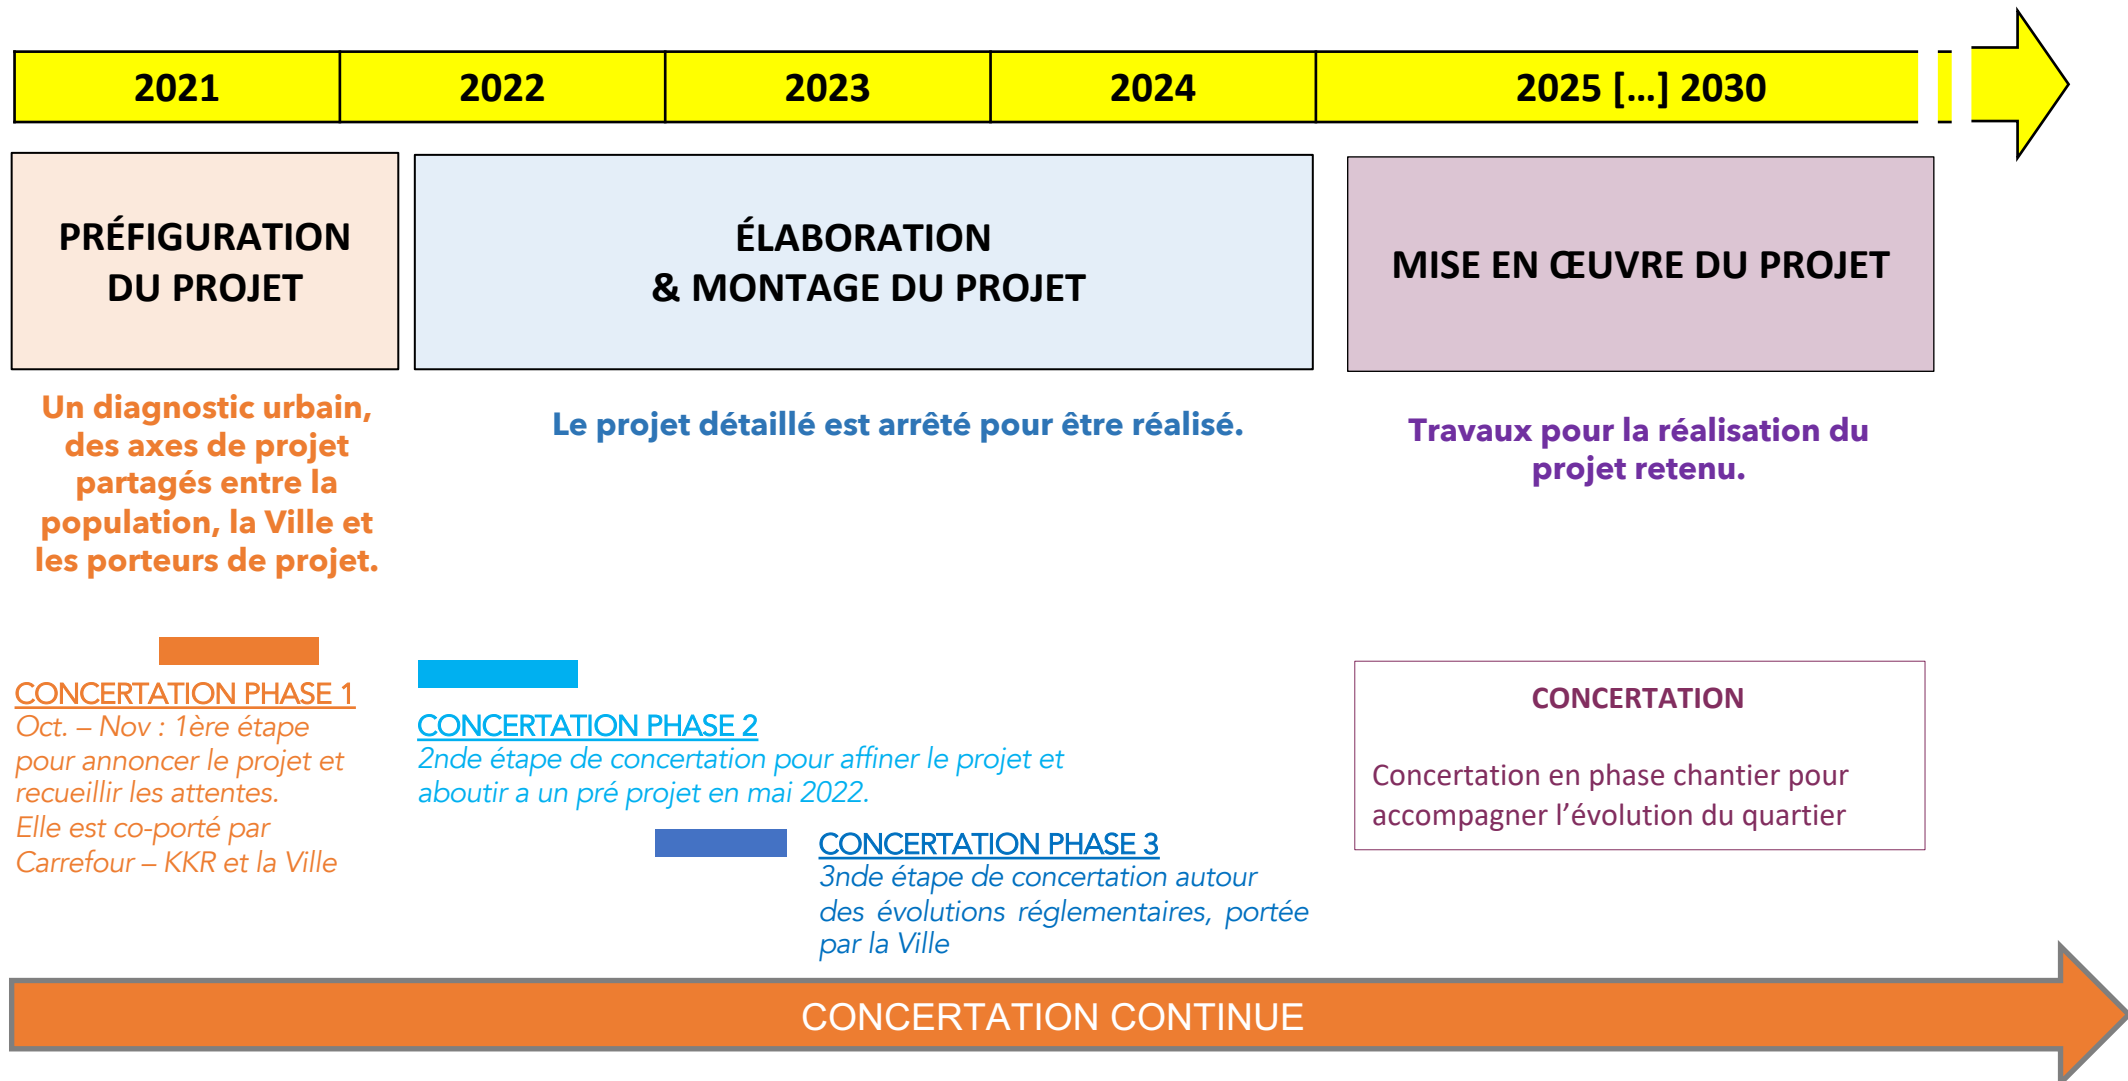 2021
2022
2023
2024
2025 […] 2030
PRÉFIGURATION
DU PROJET
ÉLABORATION
& MONTAGE DU PROJET
MISE EN ŒUVRE DU PROJET
Un diagnostic urbain,
des axes de projet
partagés entre la
population, la Ville et
les porteurs de projet.
Le projet détaillé est arrêté pour être réalisé.
Travaux pour la réalisation du
projet retenu.
CONCERTATION PHASE 1
Oct. – Nov : 1ère étape
pour annoncer le projet et
recueillir les attentes.
Elle est co-porté par
Carrefour – KKR et la Ville
CONCERTATION PHASE 2
2nde étape de concertation pour affiner le projet et
aboutir a un pré projet en mai 2022.
CONCERTATION PHASE 3
3nde étape de concertation autour
des évolutions réglementaires, portée
par la Ville
CONCERTATION
Concertation en phase chantier pour
accompagner l’évolution du quartier
CONCERTATION CONTINUE